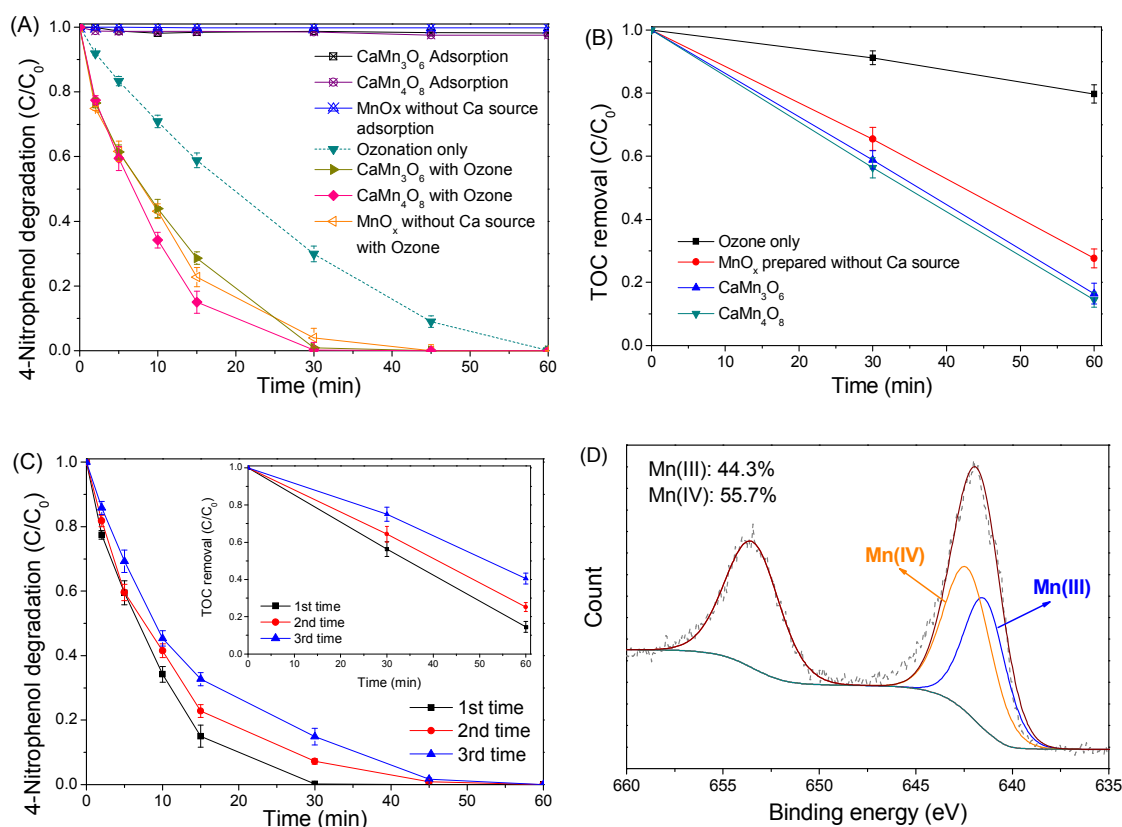 (A)
4-Nitrophenol degradation (C/C₀)
1.0
0.8
0.6
0.4
0.2
0.0
0 10 20 30 40 50 60
Time (min)
CaMn₃O₆ Adsorption
CaMn₄O₈ Adsorption
MnOx without Ca source
adsorption
Ozonation only
CaMn₃O₆ with Ozone
CaMn₄O₈ with Ozone
MnOₓ without Ca source
with Ozone
(B)
TOC removal (C/C₀)
1.0
0.8
0.6
0.4
0.2
0.0
0 10 20 30 40 50 60
Time (min)
Ozone only
MnOₓ prepared without Ca source
CaMn₃O₆
CaMn₄O₈
(C)
4-Nitrophenol degradation (C/C₀)
1.0
0.8
0.6
0.4
0.2
0.0
0 10 20 30 40 50 60
Time (min)
1st time
2nd time
3rd time
TOC removal (C/C₀)
1.0
0.8
0.6
0.4
0.2
0.0
0 10 20 30 40 50 60
Time (min)
1st time
2nd time
3rd time
(D)
Mn(III): 44.3%
Mn(IV): 55.7%
Mn(IV)
Mn(III)
Count
660 655 650 645 640 635
Binding energy (eV)